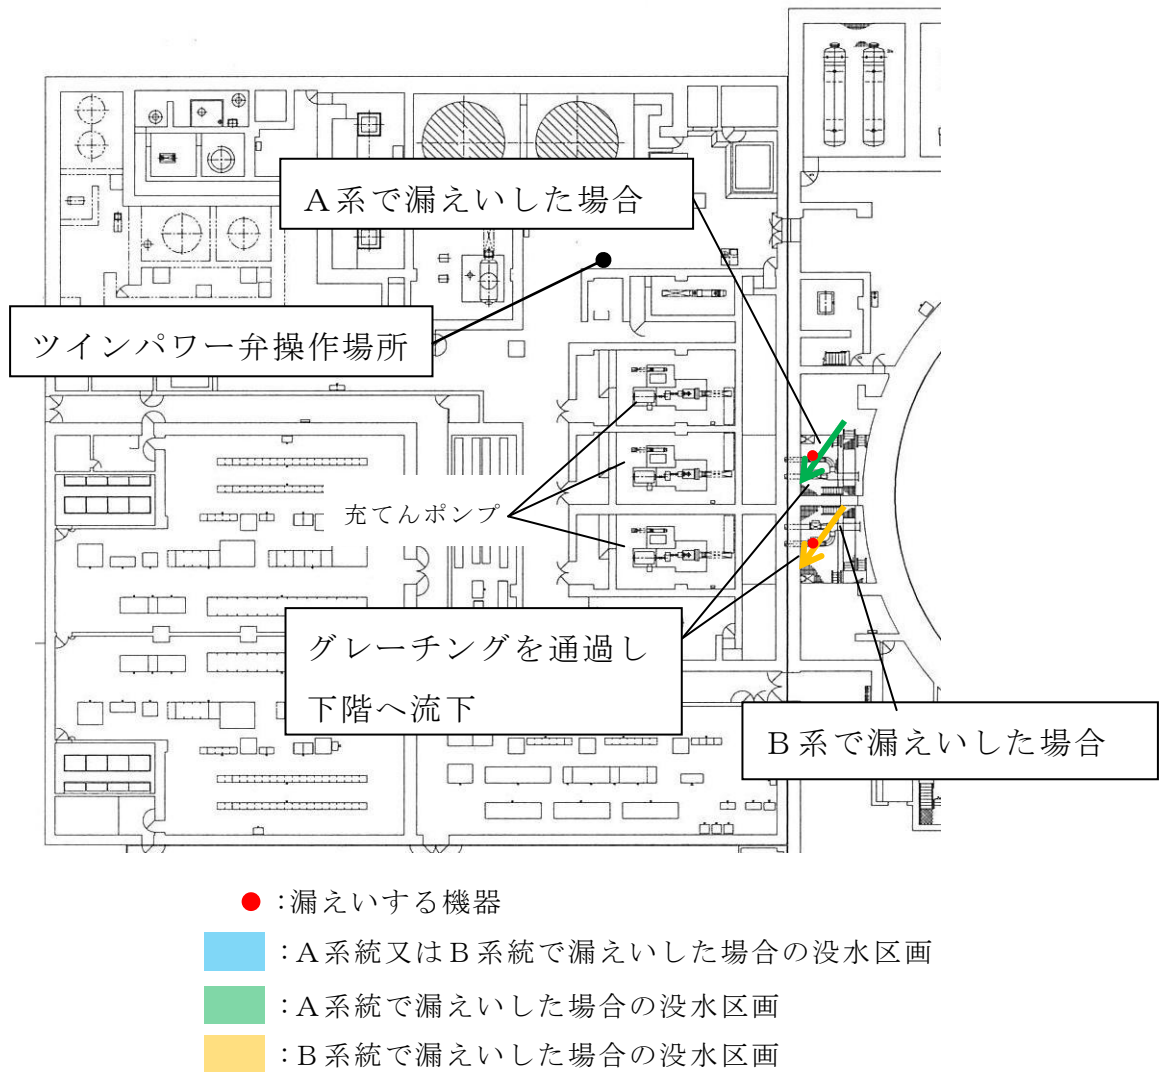 A系で漏えいした場合
ツインパワー弁操作場所
充てんポンプ
グレーチングを通過し
下階へ流下
B系で漏えいした場合
：漏えいする機器
：A系統又はB系統で漏えいした場合の没水区画
：A系統で漏えいした場合の没水区画
：B系統で漏えいした場合の没水区画